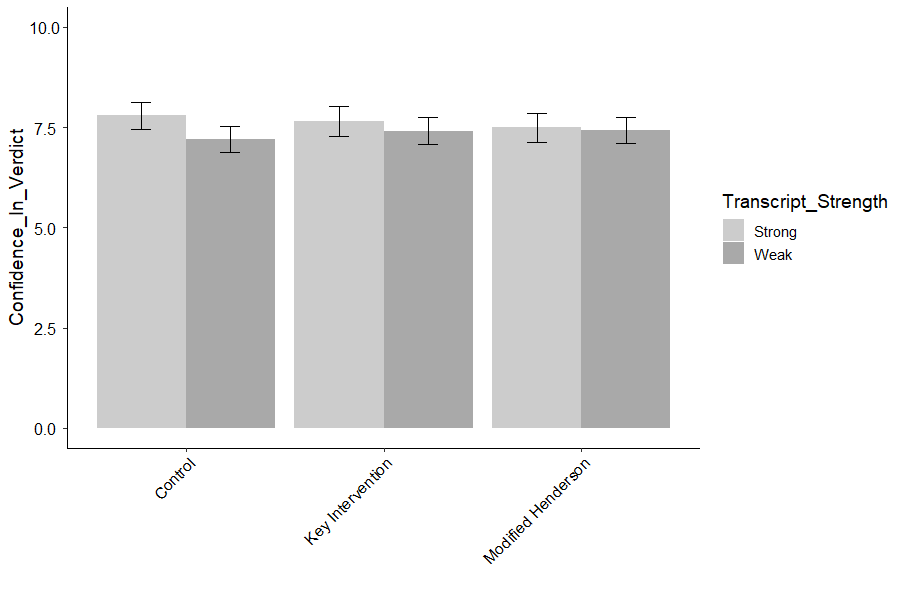 Confidence_In_Verdict
10.0
7.5
5.0
2.5
0.0
Control
Key Intervention
Modified Henderson
Transcript_Strength
Strong
Weak